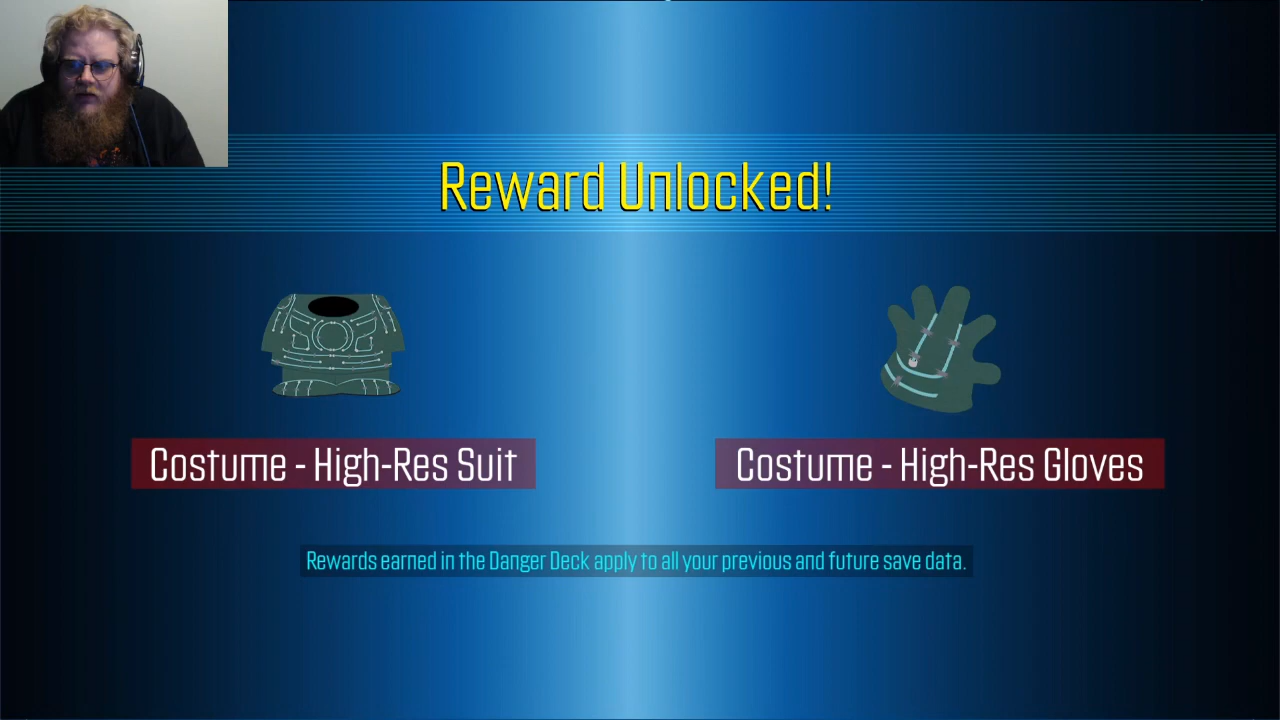 Reward Unlocked!
Costume - High-Res Suit
Costume - High-Res Gloves
Rewards earned in the Danger Deck apply to all your previous and future save data.